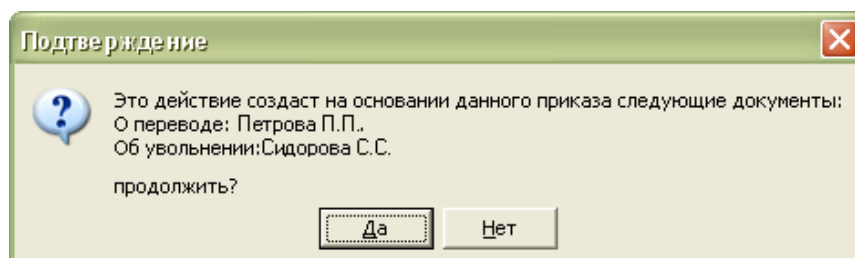 Подтверждение
Это действие создаст на основании данного приказа следующие документы:
О переводе: Петрова П.П.,
Об увольнении:Сидорова С.С.
продолжить?
Да
Нет